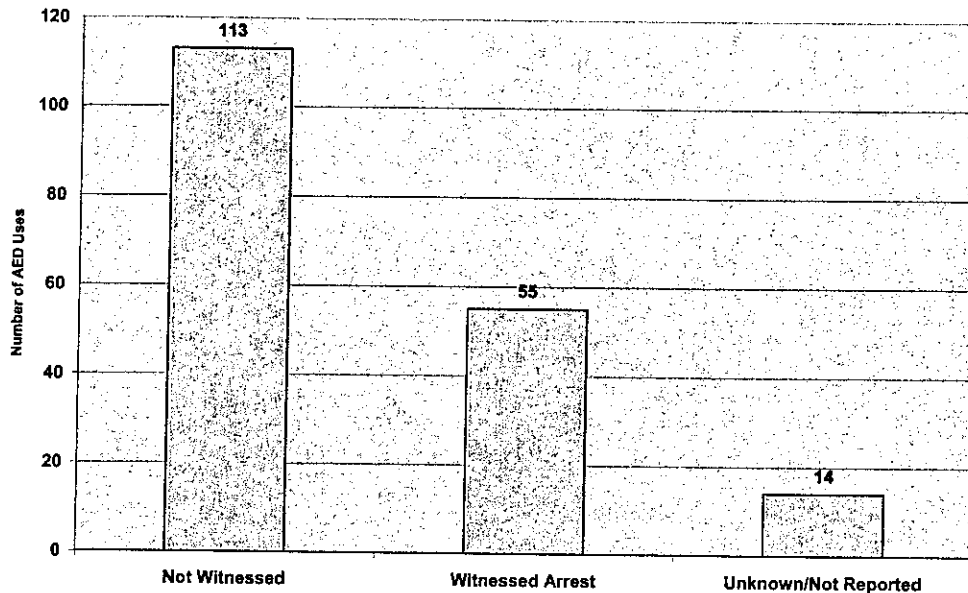 120
113
100
80
60
55
40
20
14
0
Number of AED Uses
Not Witnessed
Witnessed Arrest
Unknown/Not Reported